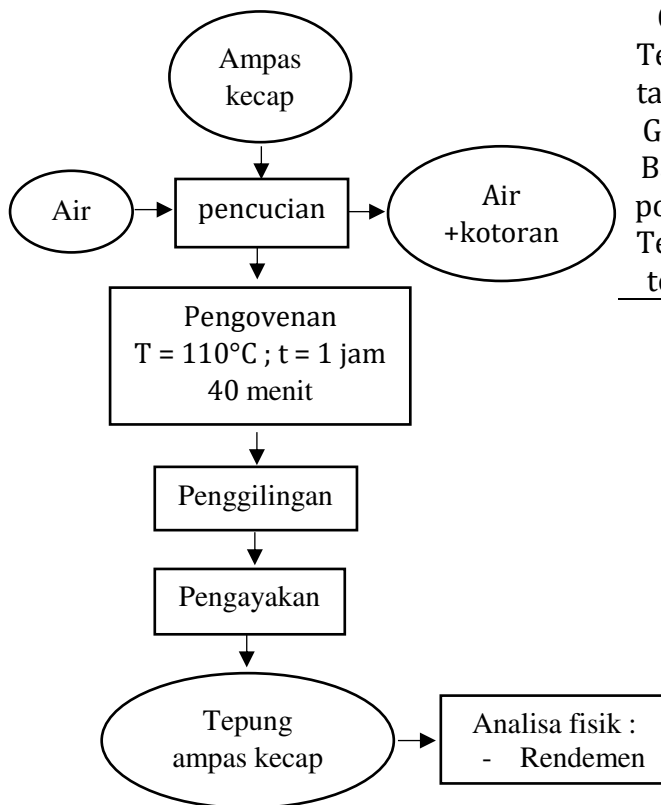 Ampas
kecap
Air
pencucian
Air
+kotoran
Pengovenan
T = 110°C ; t = 1 jam
40 menit
Penggilingan
Pengayakan
Tepung
ampas kecap
Analisa fisik :
- Rendemen